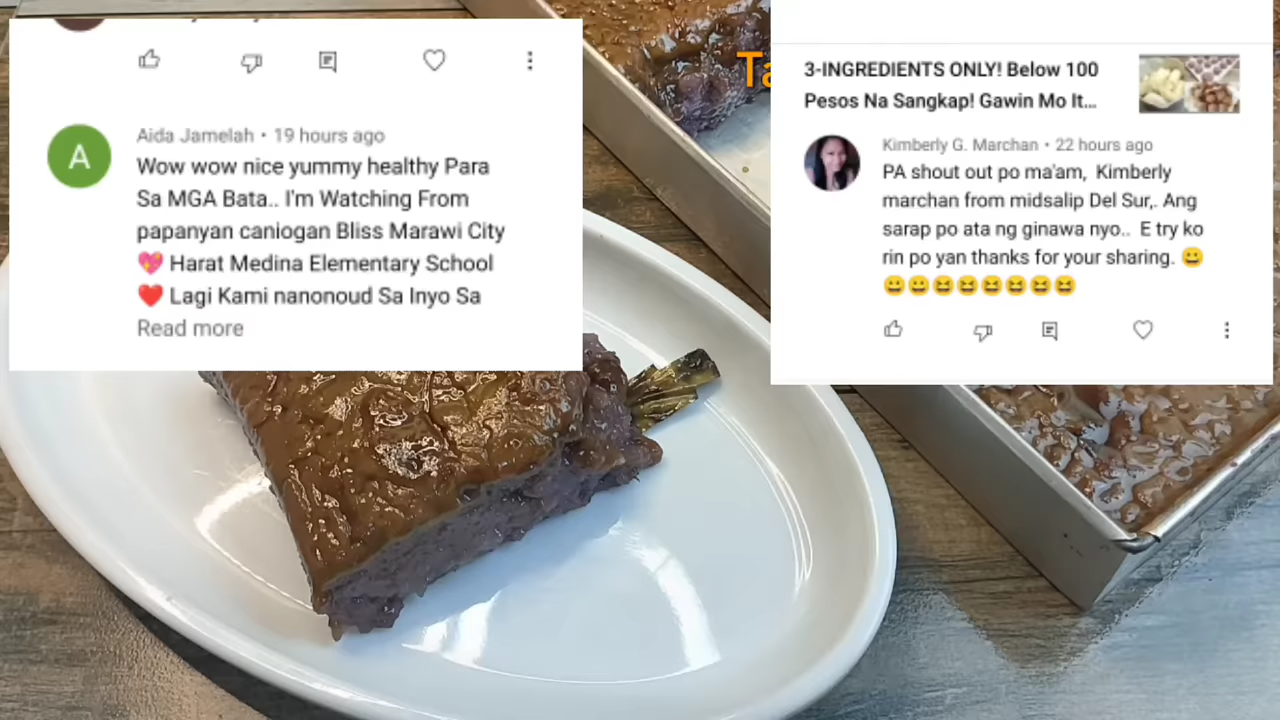 Ta
Aida Jamelah • 19 hours ago
Wow wow nice yummy healthy Para
Sa MGA Bata.. I'm Watching From
papanyan caniogan Bliss Marawi City
💖 Harat Medina Elementary School
❤️ Lagi Kami nanonoud Sa Inyo Sa
Read more
A
3-INGREDIENTS ONLY! Below 100
Pesos Na Sangkap! Gawin Mo It...
Kimberly G. Marchan • 22 hours ago
PA shout out po ma'am, Kimberly
marchan from midsalip Del Sur,. Ang
sarap po ata ng ginawa nyo.. E try ko
rin po yan thanks for your sharing. 😀
😀😀😆😆😆😆😆😆